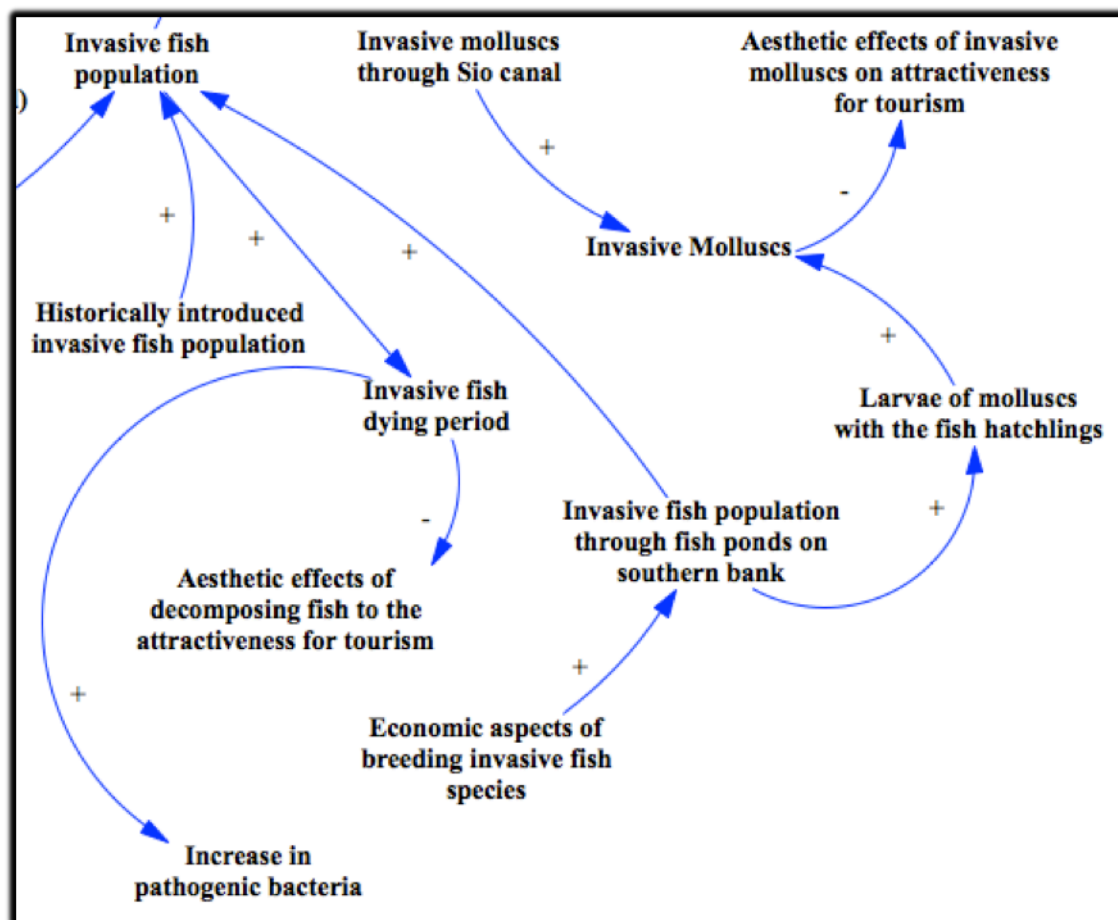 Invasive fish
population
Invasive molluscs
through Sio canal
Aesthetic effects of invasive
molluscs on attractiveness
for tourism
)
+
-
Invasive Molluscs
+
+
+
Historically introduced
invasive fish population
+
Invasive fish
dying period
Larvae of molluscs
with the fish hatchlings
-
Invasive fish population
through fish ponds on
southern bank
+
Aesthetic effects of
decomposing fish to the
attractiveness for tourism
+
+
Economic aspects of
breeding invasive fish
species
Increase in
pathogenic bacteria